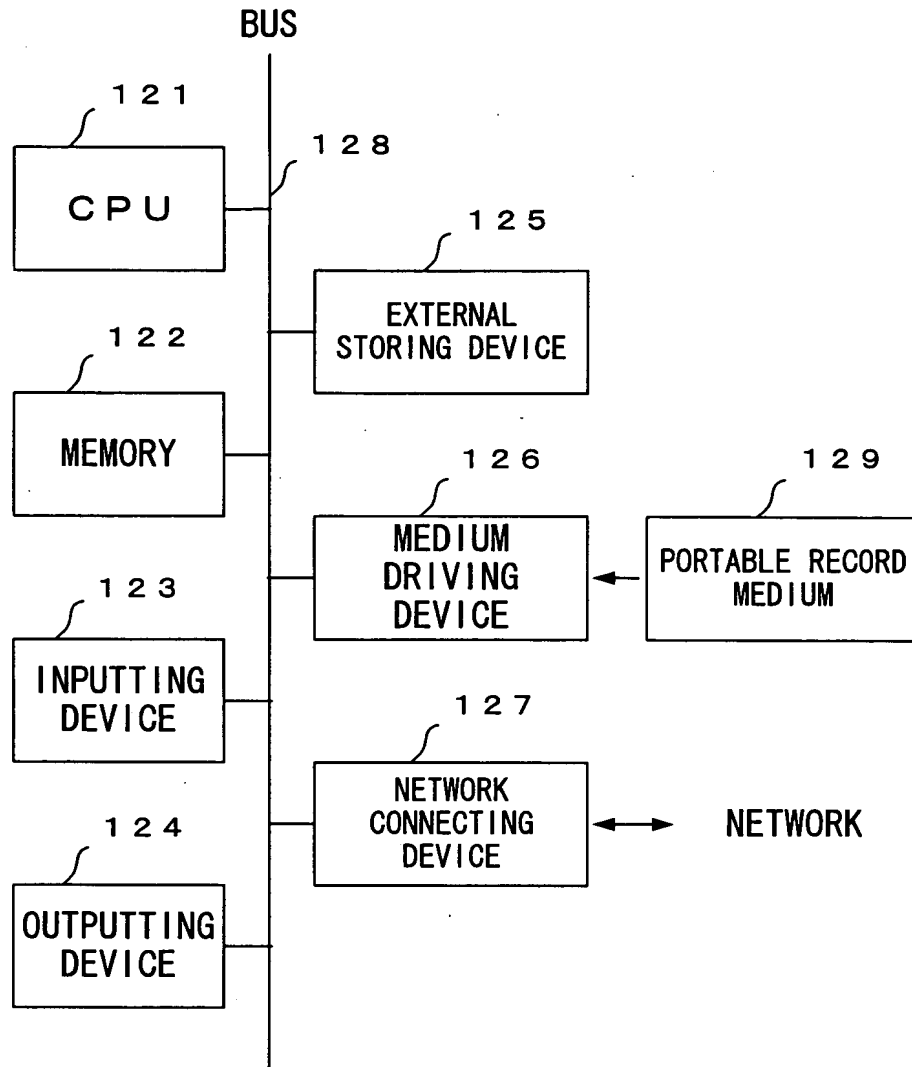 BUS
121
CPU
128
125
EXTERNAL
STORING DEVICE
122
MEMORY
126
MEDIUM
DRIVING
DEVICE
129
PORTABLE RECORD
MEDIUM
123
INPUTTING
DEVICE
127
NETWORK
CONNECTING
DEVICE
NETWORK
124
OUTPUTTING
DEVICE